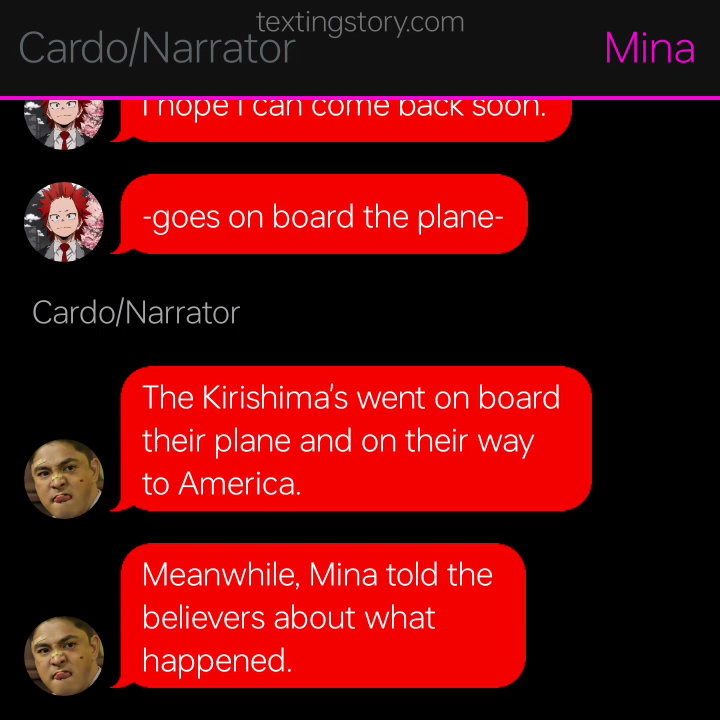 textingstory.com
Cardo/Narrator
Mina
I hope I can come back soon.
-goes on board the plane-
Cardo/Narrator
The Kirishima's went on board
their plane and on their way
to America.
Meanwhile, Mina told the
believers about what
happened.